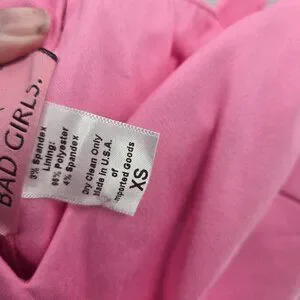 BAD GIRLS.
3% Spandex
Lining:
96% Polyester
4% Spandex
Dry Clean Only
Made in U.S.A.
of
Imported Goods
XS